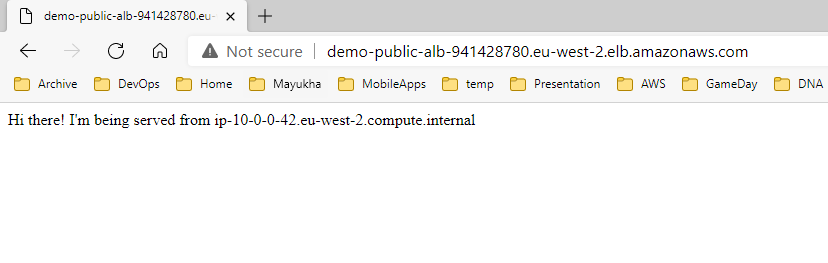 demo-public-alb-941428780.eu-
Not secure
demo-public-alb-941428780.eu-west-2.elb.amazonaws.com
Archive DevOps Home Mayukha MobileApps temp Presentation AWS GameDay DNA
Hi there! I'm being served from ip-10-0-0-42.eu-west-2.compute.internal